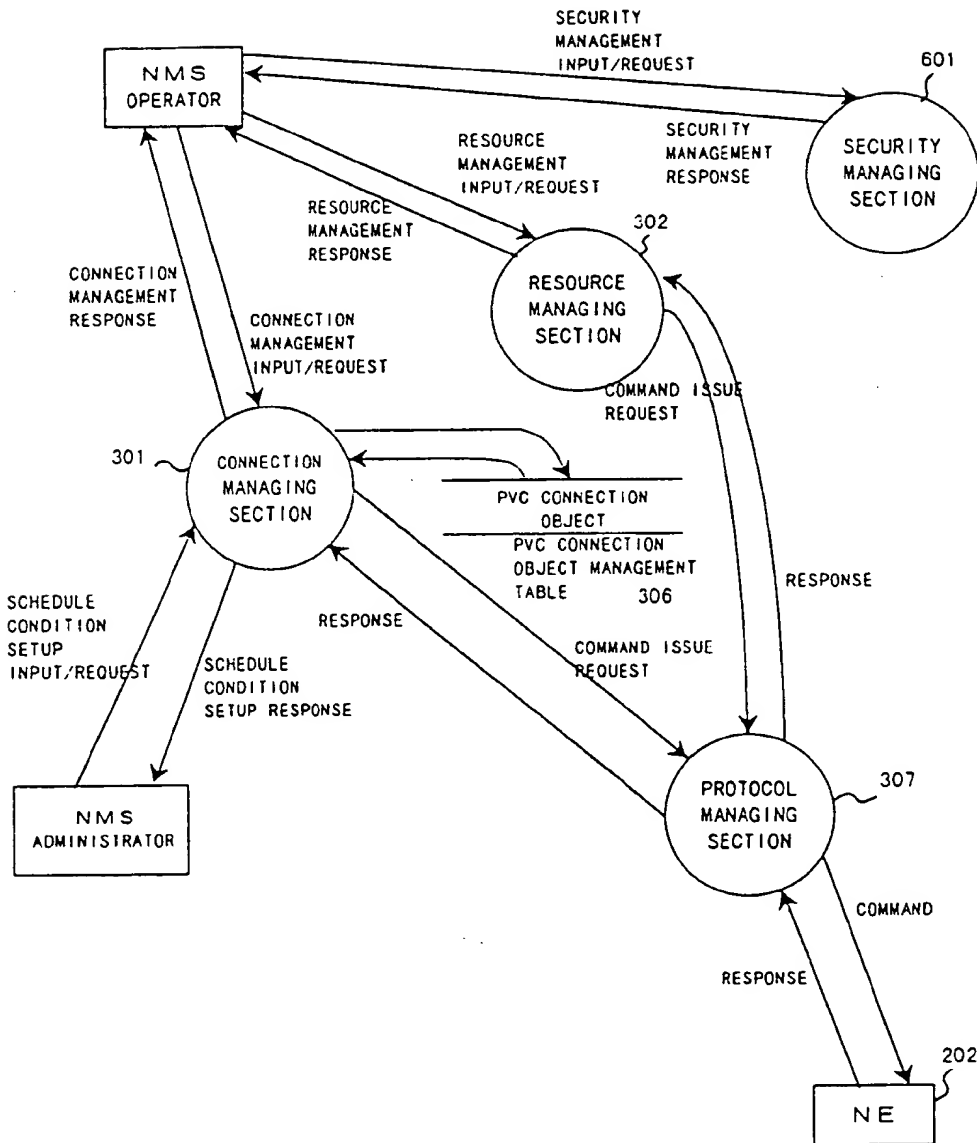 SECURITY
MANAGEMENT
INPUT/REQUEST
NMS
OPERATOR
601
SECURITY
MANAGING
SECTION
SECURITY
MANAGEMENT
RESPONSE
RESOURCE
MANAGEMENT
INPUT/REQUEST
RESOURCE
MANAGEMENT
RESPONSE
302
RESOURCE
MANAGING
SECTION
CONNECTION
MANAGEMENT
RESPONSE
CONNECTION
MANAGEMENT
INPUT/REQUEST
COMMAND ISSUE
REQUEST
301
CONNECTION
MANAGING
SECTION
PVC CONNECTION
OBJECT
PVC CONNECTION
OBJECT MANAGEMENT
TABLE 306
RESPONSE
SCHEDULE
CONDITION
SETUP
INPUT/REQUEST
RESPONSE
COMMAND ISSUE
REQUEST
SCHEDULE
CONDITION
SETUP RESPONSE
NMS
ADMINISTRATOR
PROTOCOL
MANAGING
SECTION
307
COMMAND
RESPONSE
202
NE